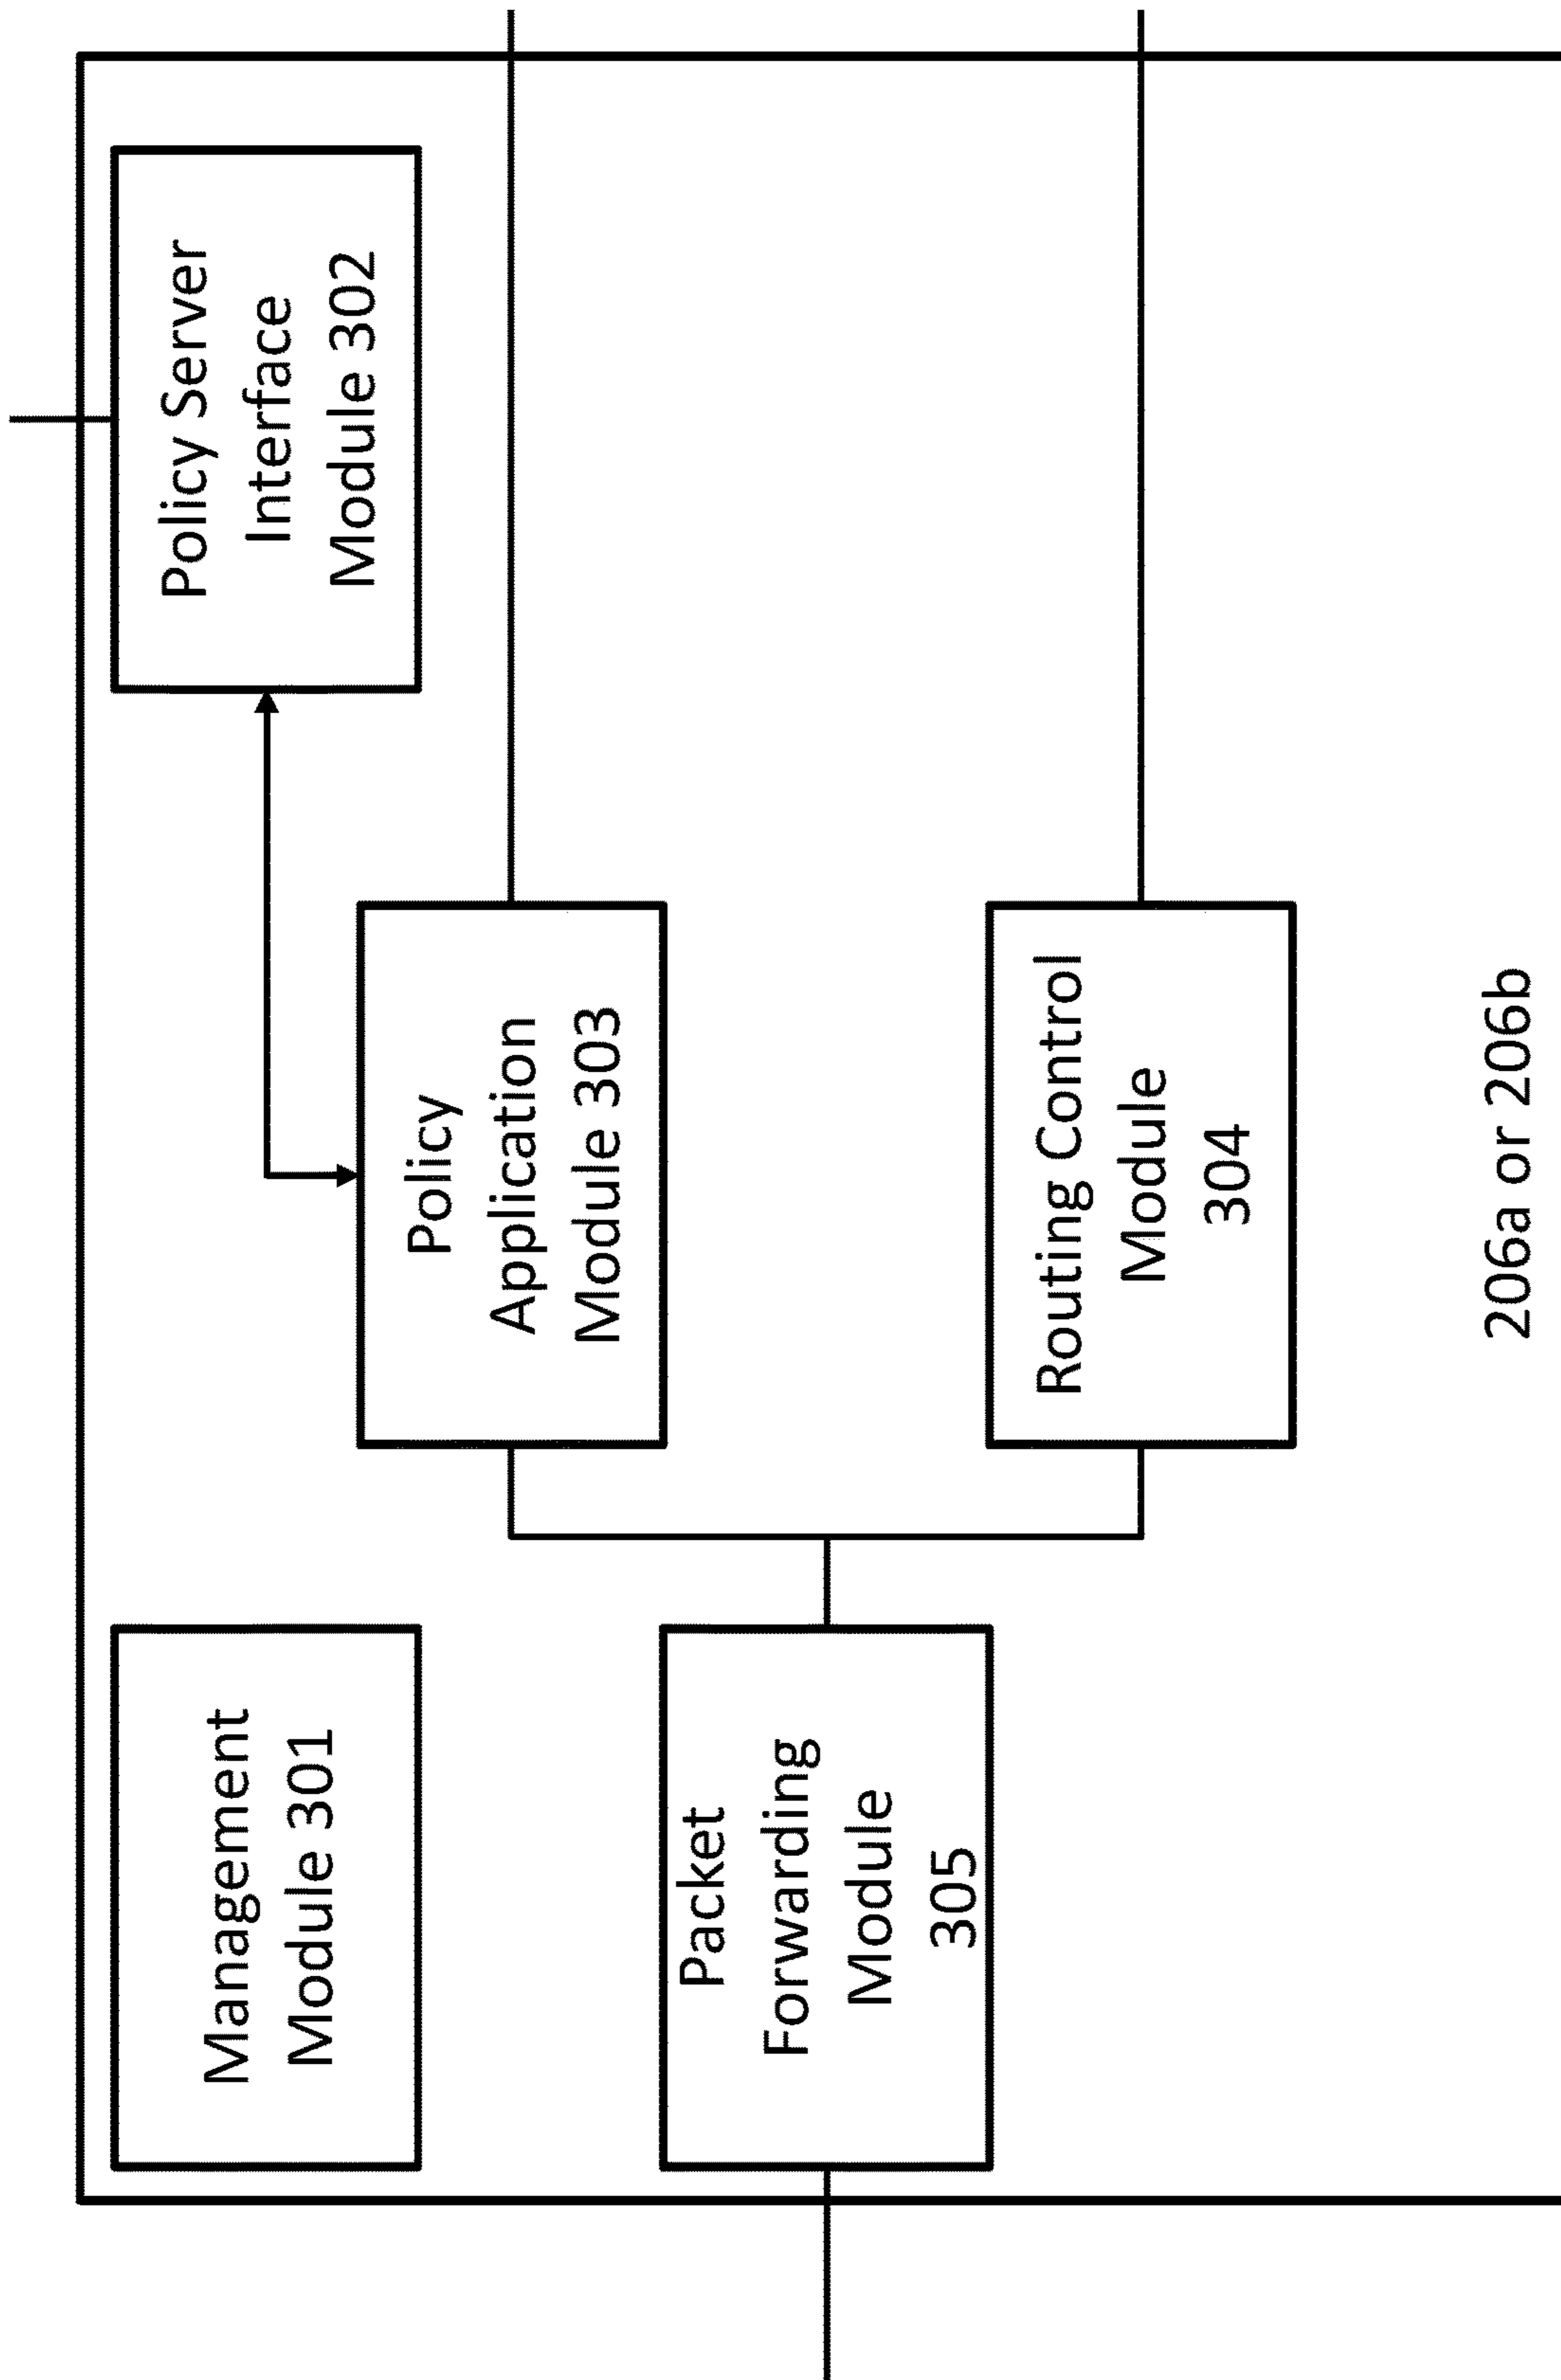 Management
Module 301
Policy Server
Interface
Module 302
Policy
Application
Module 303
Packet
Forwarding
Module
305
Routing Control
Module
304
206a or 206b